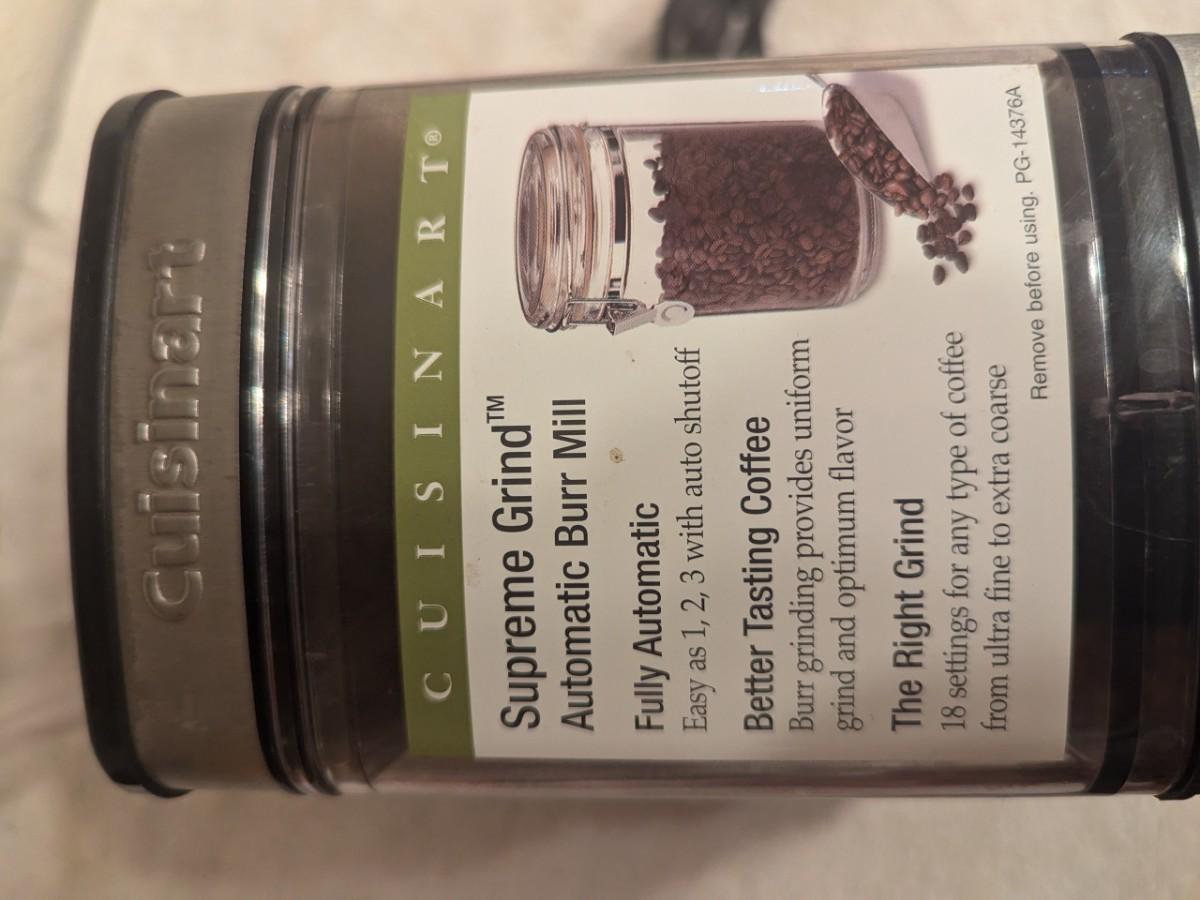 Cuisinart
CUISINART®
Supreme Grind™
Automatic Burr Mill
Fully Automatic
Easy as 1, 2, 3 with auto shutoff
Better Tasting Coffee
Burr grinding provides uniform
grind and optimum flavor
The Right Grind
18 settings for any type of coffee
from ultra fine to extra coarse
Remove before using. PG-14376A